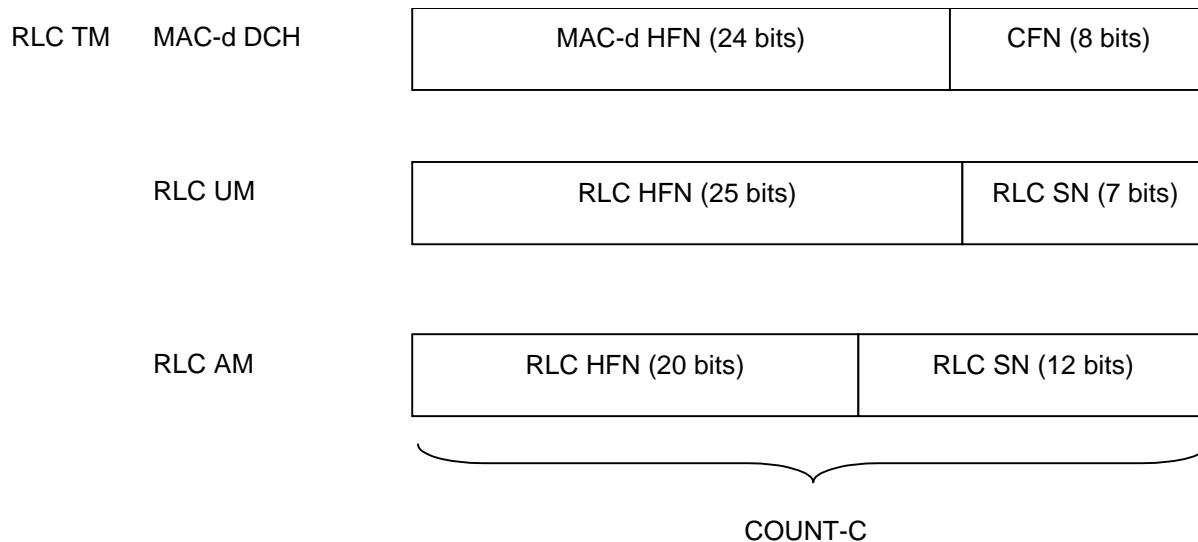 RLC TM MAC-d DCH MAC-d HFN (24 bits) CFN (8 bits)
RLC UM RLC HFN (25 bits) RLC SN (7 bits)
RLC AM RLC HFN (20 bits) RLC SN (12 bits)
COUNT-C